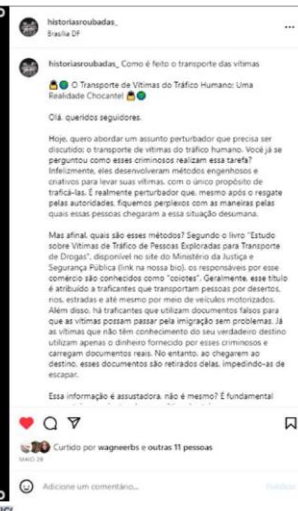 historiasroubadas_
Brasília DF
historiasroubadas_ Como é feito o transporte das vítimas
O Transporte de Vítimas do Tráfico Humano: Uma
Realidade Chocante!
Olá, queridos seguidores,
Hoje, quero abordar um assunto perturbador que precisa ser
discutido: o transporte de vítimas do tráfico humano. Você já se
perguntou como esses criminosos realizam essa tarefa?
Infelizmente, eles desenvolveram métodos engenhosos e
criativos para levar suas vítimas, com o único propósito de
traficá-las. É realmente perturbador que, mesmo após o resgate
pelas autoridades, fiquemos perplexos com as maneiras pelas
quais essas pessoas chegaram a essa situação desumana.
Mas afinal, quais são esses métodos? Segundo o livro "Estudo
sobre Vítimas de Tráfico de Pessoas Exploradas para Transporte
de Drogas", disponível no site do Ministério da Justiça e
Segurança Pública (link na nossa bio), os responsáveis por esse
comércio são conhecidos como "coiotes". Geralmente, esse título
é atribuído a traficantes que transportam pessoas por desertos,
rios, estradas e até mesmo por meio de veículos motorizados.
Além disso, há traficantes que utilizam documentos falsos para
que as vítimas possam passar pela imigração sem problemas. Já
as vítimas que não têm conhecimento do seu verdadeiro destino
utilizam apenas o dinheiro fornecido por esses criminosos e
carregam documentos reais. No entanto, ao chegarem ao
destino, esses documentos são retirados delas, impedindo-as de
escapar.
Essa informação é assustadora, não é mesmo? É fundamental
Curtido por wagneerbs e outras 11 pessoas
MAIO 28
Adicione um comentário...
Publicar